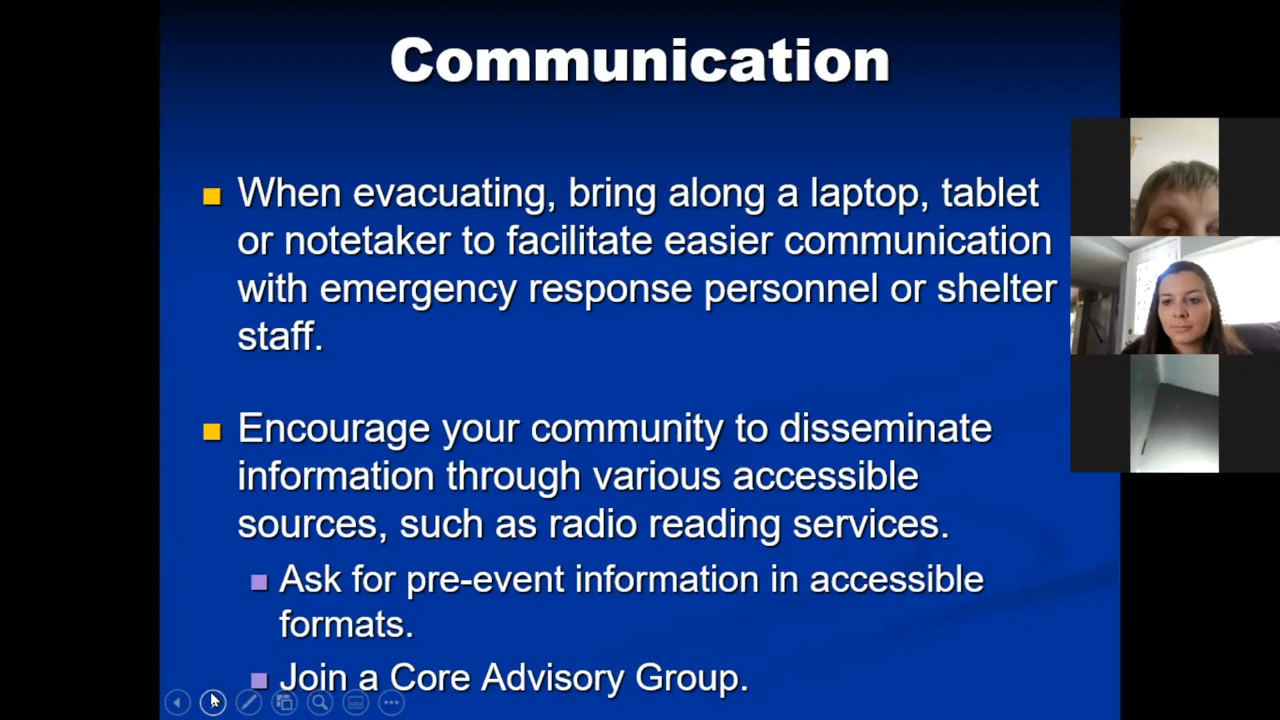 Communication
When evacuating, bring along a laptop, tablet
or notetaker to facilitate easier communication
with emergency response personnel or shelter
staff.
Encourage your community to disseminate
information through various accessible
sources, such as radio reading services.
Ask for pre-event information in accessible
formats.
Join a Core Advisory Group.